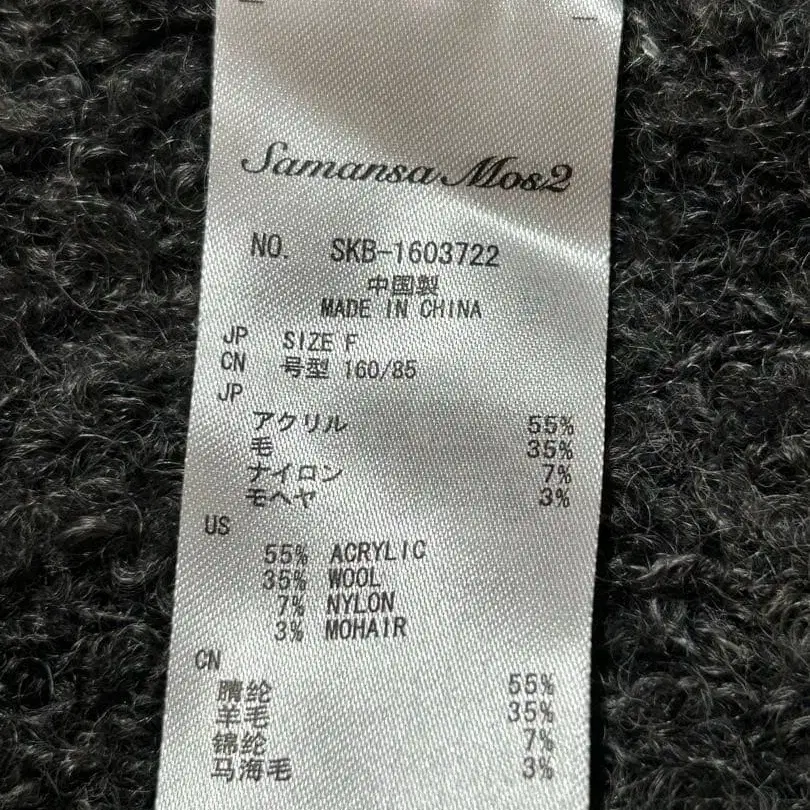 Samansa Mos2
NO. SKB-1603722
中国製
MADE IN CHINA
JP SIZE F
CN 号型 160/85
JP
アクリル 55%
毛 35%
ナイロン 7%
モヘヤ 3%
US
55% ACRYLIC
35% WOOL
7% NYLON
3% MOHAIR
CN
腈纶 55%
羊毛 35%
锦纶 7%
马海毛 3%